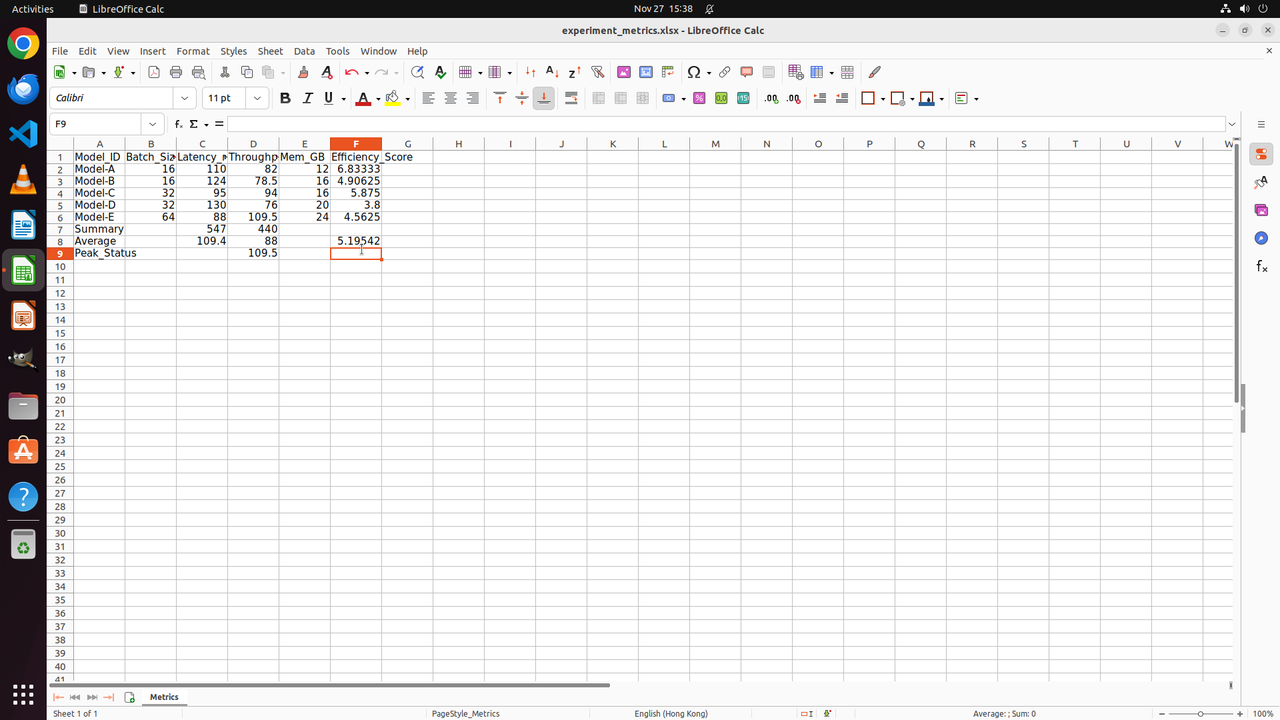 Activities LibreOffice Calc Nov 27 15:38
experiment_metrics.xlsx - LibreOffice Calc
File Edit View Insert Format Styles Sheet Data Tools Window Help
Calibri 11 pt
F9
A B C D E F G H I J K L M N O P Q R S T U V W
1 Model_ID Batch_Siz Latency_ Throughp Mem_GB Efficiency_Score
2 Model-A 16 110 82 12 6.83333
3 Model-B 16 124 78.5 16 4.90625
4 Model-C 32 95 94 16 5.875
5 Model-D 32 130 76 20 3.8
6 Model-E 64 88 109.5 24 4.5625
7 Summary 547 440
8 Average 109.4 88 5.19542
9 Peak_Status 109.5
10
11
12
13
14
15
16
17
18
19
20
21
22
23
24
25
26
27
28
29
30
31
32
33
34
35
36
37
38
39
40
41
Metrics
Sheet 1 of 1 PageStyle_Metrics English (Hong Kong) Average: ; Sum: 0 100%